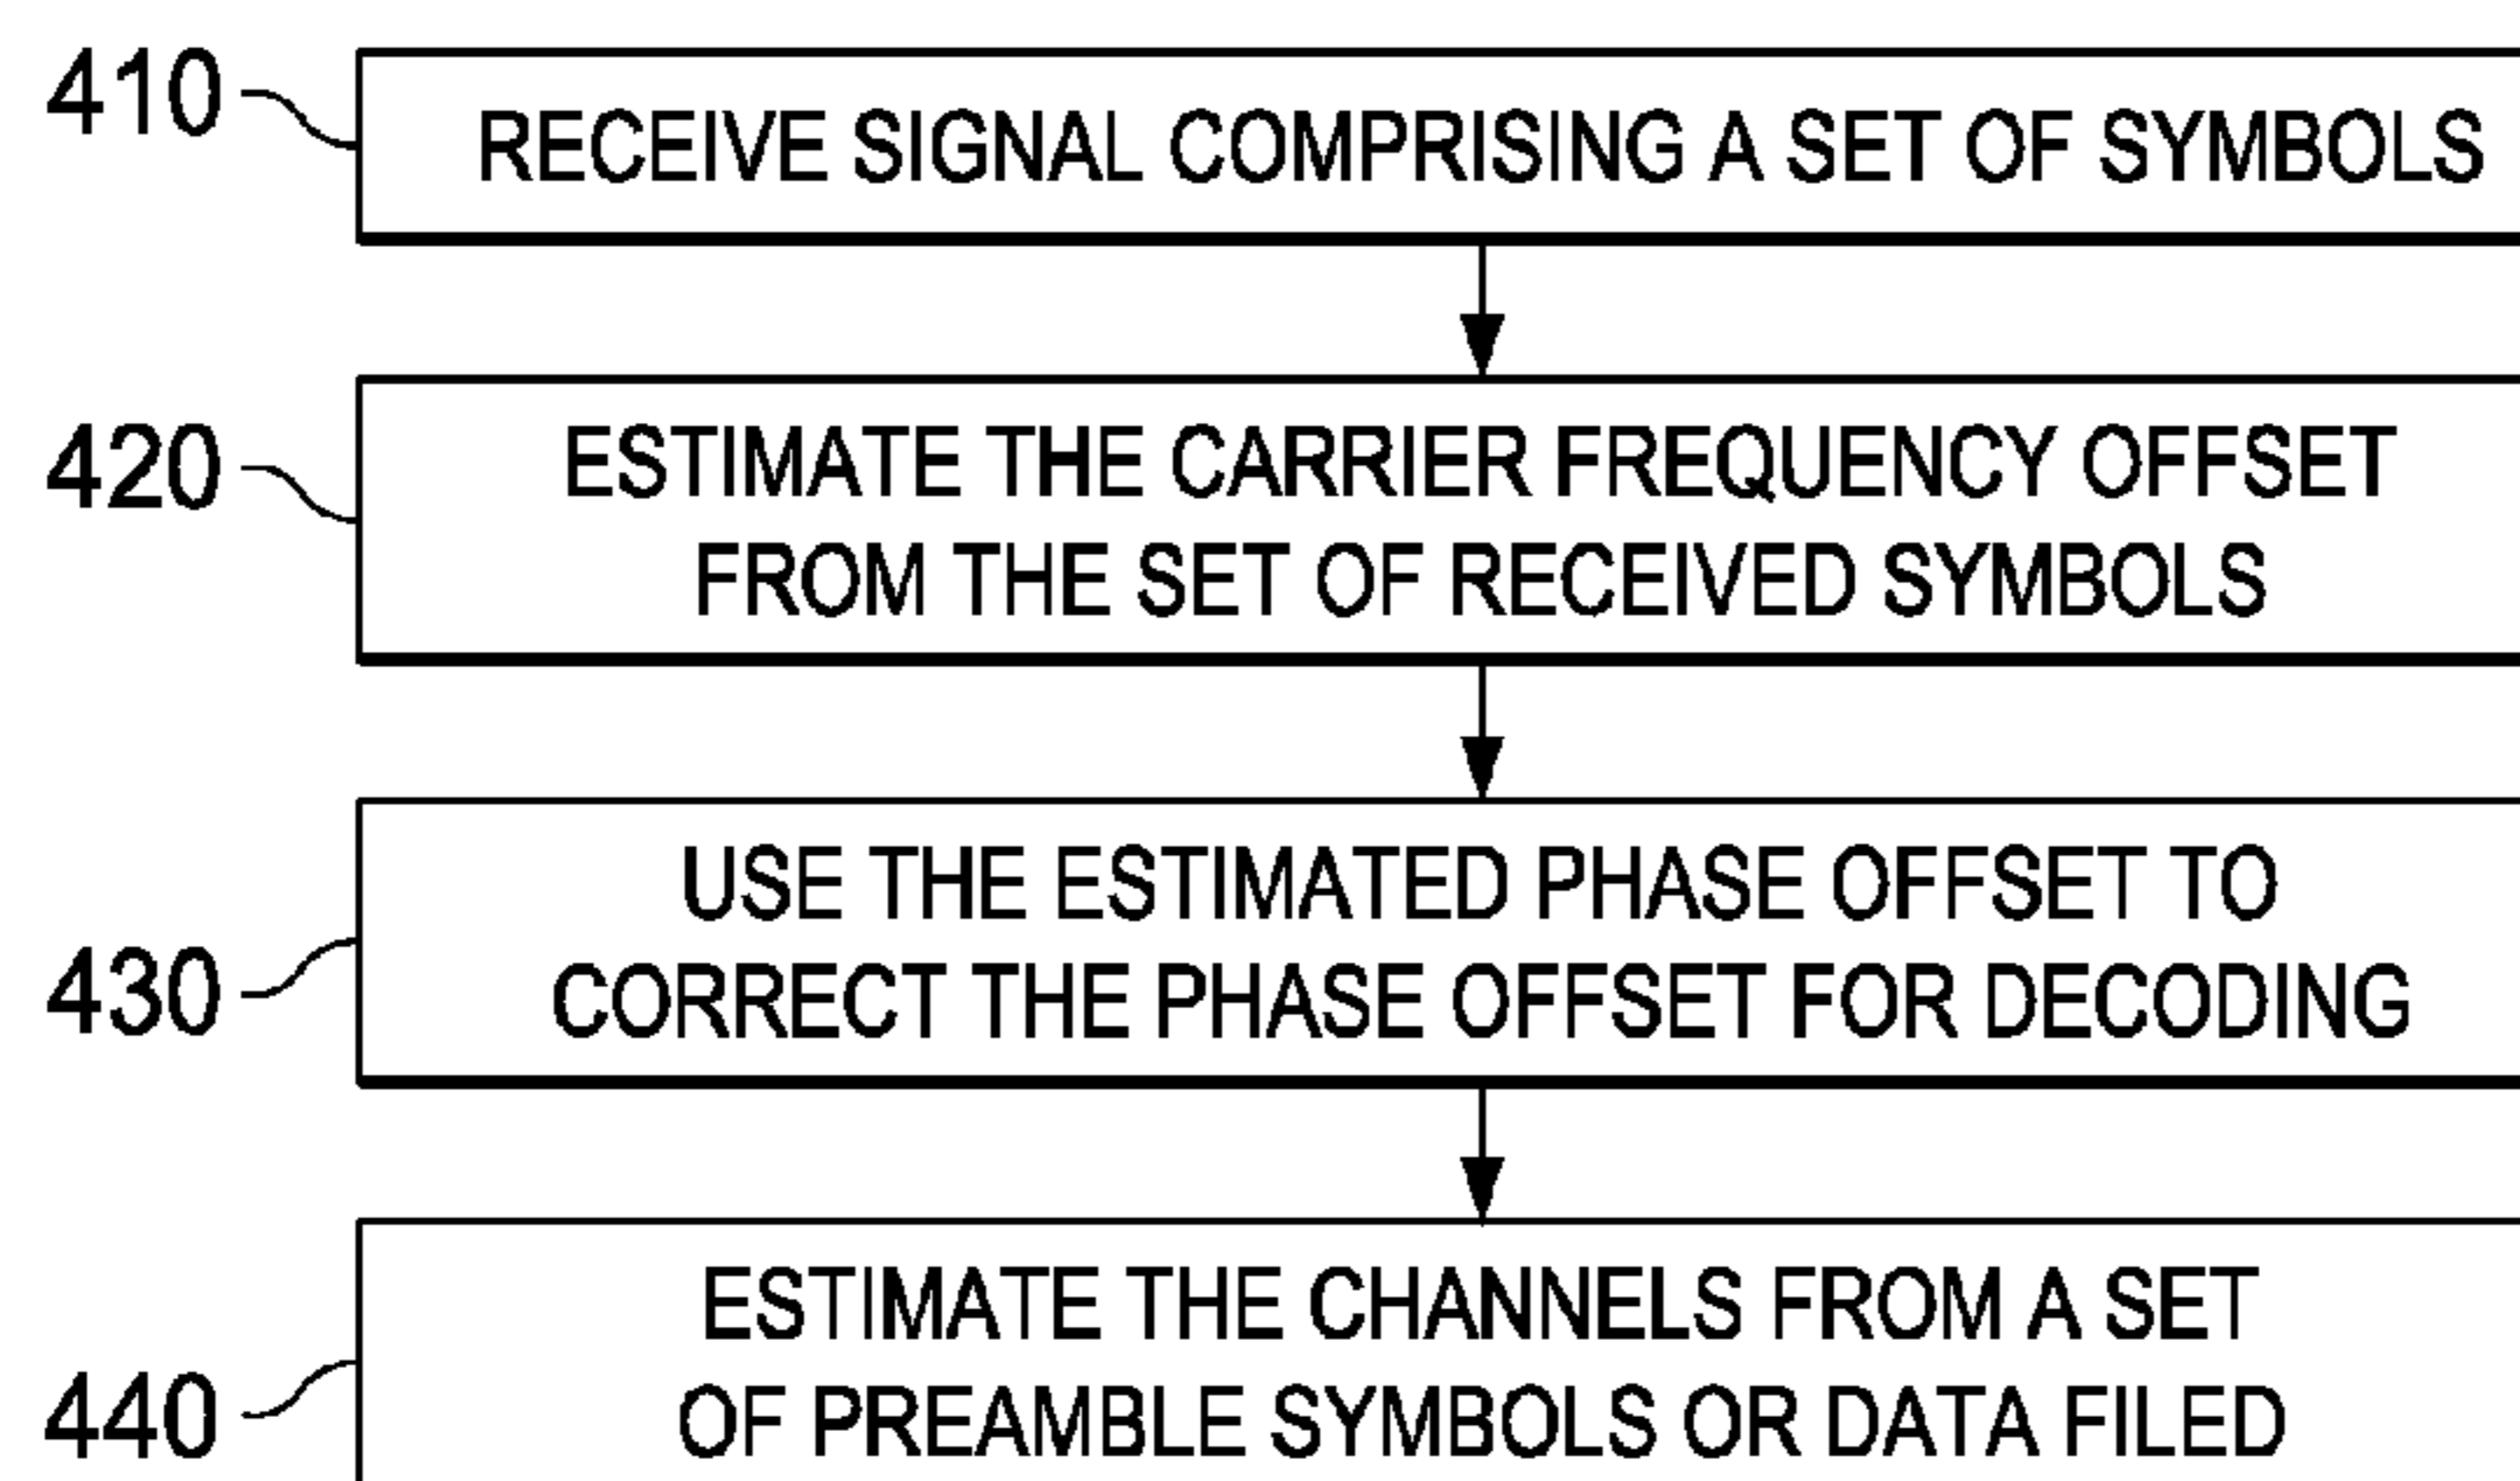 410
RECEIVE SIGNAL COMPRISING A SET OF SYMBOLS
420
ESTIMATE THE CARRIER FREQUENCY OFFSET
FROM THE SET OF RECEIVED SYMBOLS
430
USE THE ESTIMATED PHASE OFFSET TO
CORRECT THE PHASE OFFSET FOR DECODING
440
ESTIMATE THE CHANNELS FROM A SET
OF PREAMBLE SYMBOLS OR DATA FILED